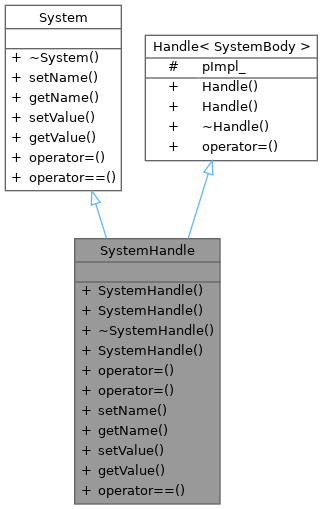 System
+ ~System()
+ setName()
+ getName()
+ setValue()
+ getValue()
+ operator=()
+ operator==()
Handle< SystemBody >
# pImpl_
+ Handle()
+ Handle()
+ ~Handle()
+ operator=()
SystemHandle
+ SystemHandle()
+ SystemHandle()
+ ~SystemHandle()
+ SystemHandle()
+ operator=()
+ operator=()
+ setName()
+ getName()
+ setValue()
+ getValue()
+ operator==()